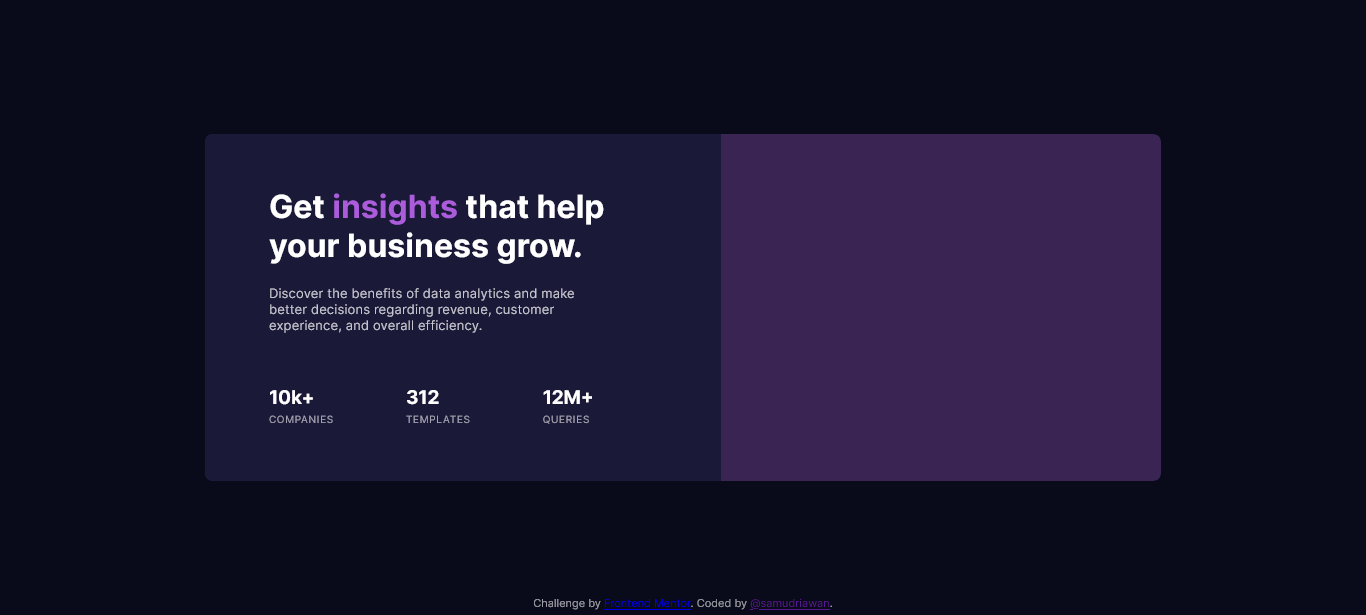 Get insights that help
your business grow.
Discover the benefits of data analytics and make
better decisions regarding revenue, customer
experience, and overall efficiency.
10k+ 312 12M+
COMPANIES TEMPLATES QUERIES
Challenge by Frontend Mentor. Coded by @samudriawan.